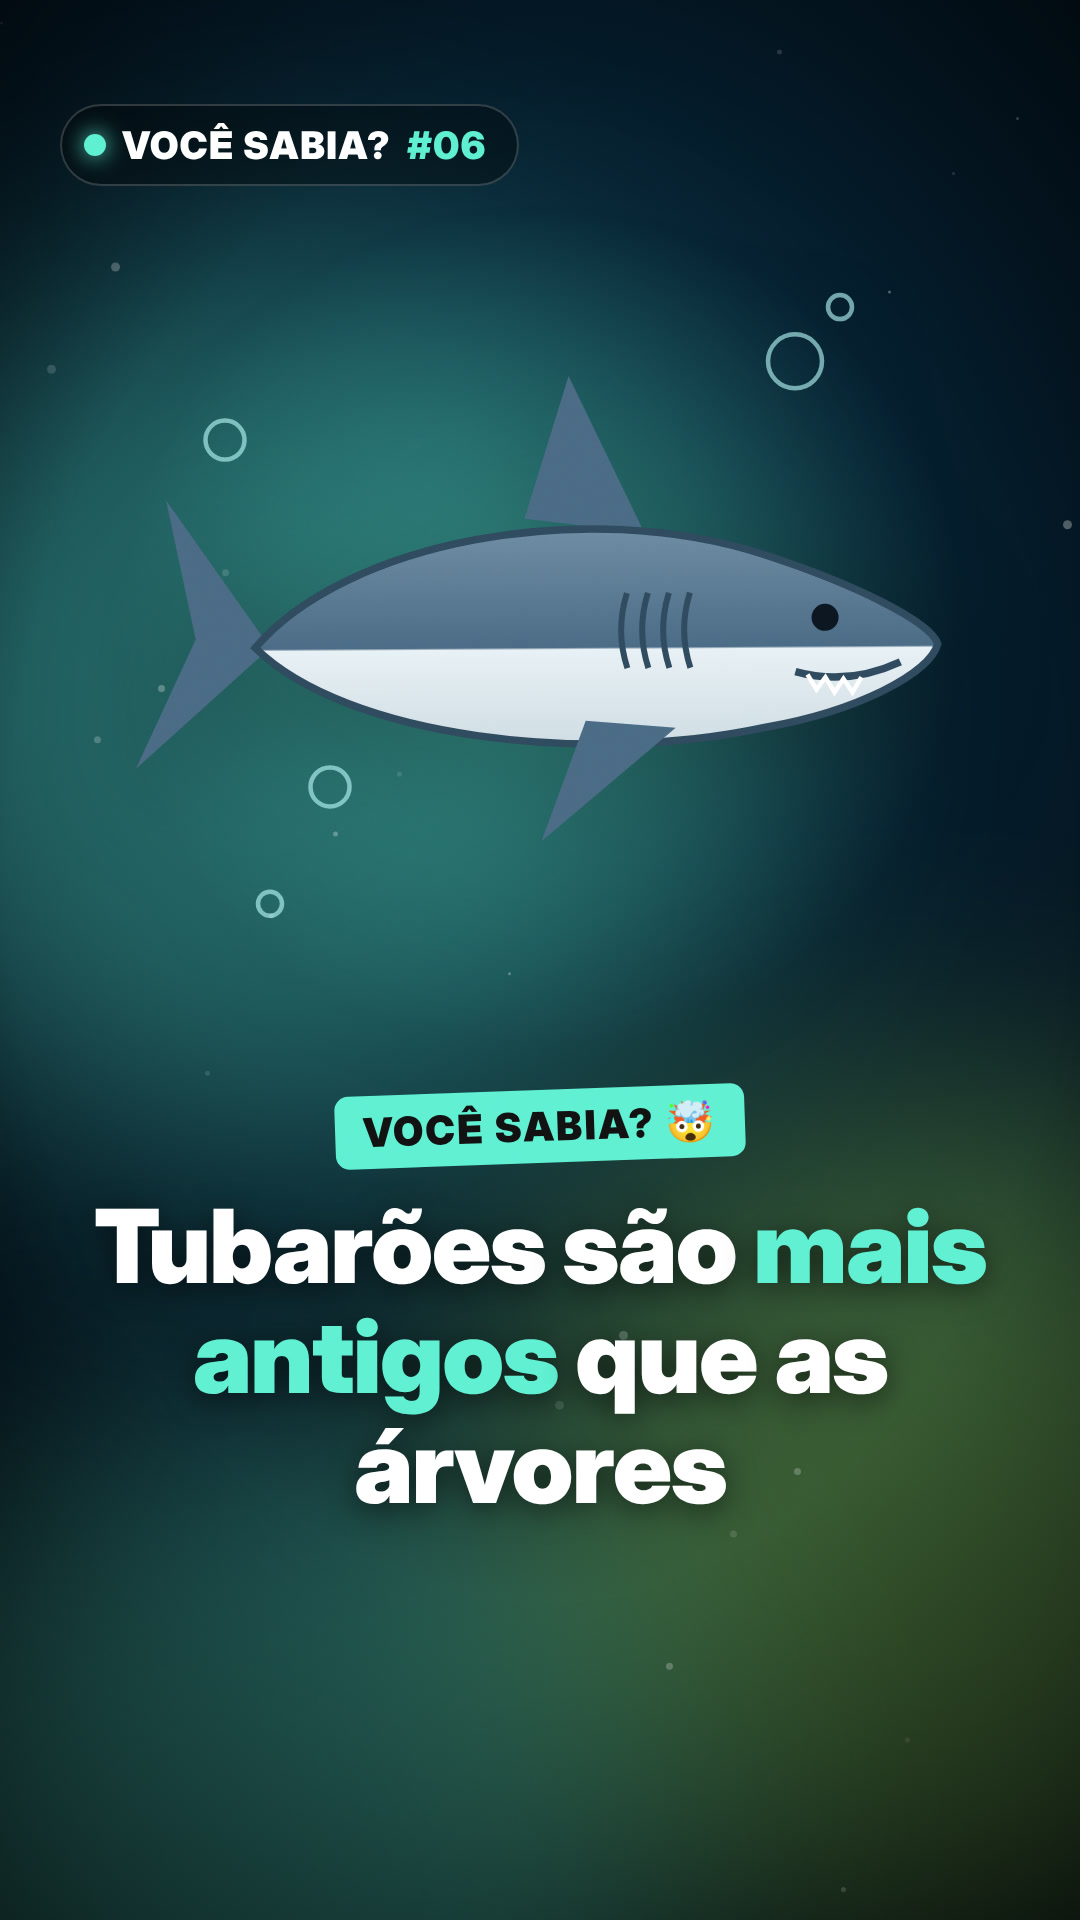 VOCÊ SABIA? #06
VOCÊ SABIA? 🤯
Tubarões são mais
antigos que as
árvores